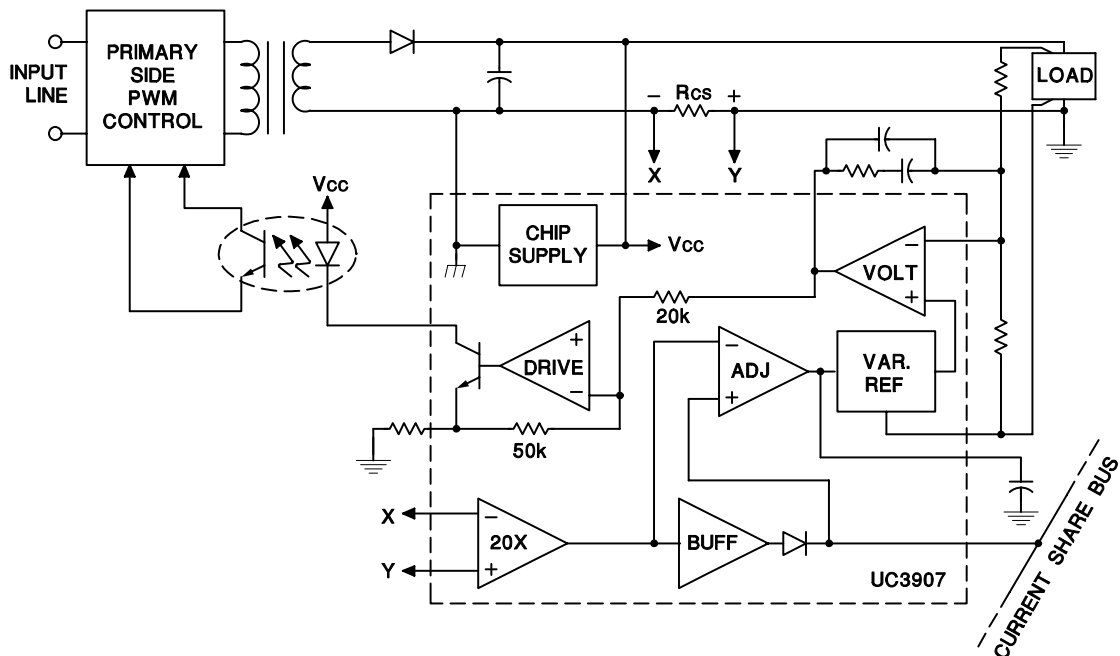 INPUT
LINE
PRIMARY
SIDE
PWM
CONTROL
− RCS +
X
Y
LOAD
VCC
CHIP
SUPPLY
VCC
−
VOLT
+
20k
+
DRIVE
−
−
ADJ
+
VAR.
REF
50k
X
Y
−
20X
+
BUFF
UC3907
CURRENT SHARE BUS